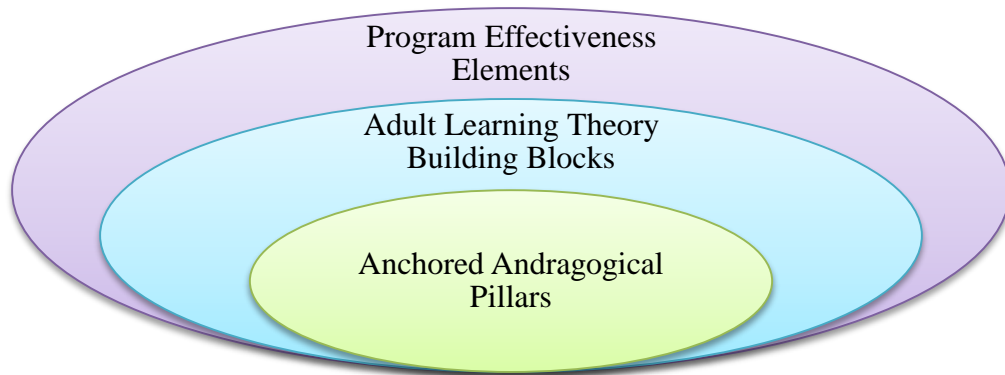 Program Effectiveness
Elements
Adult Learning Theory
Building Blocks
Anchored Andragogical
Pillars